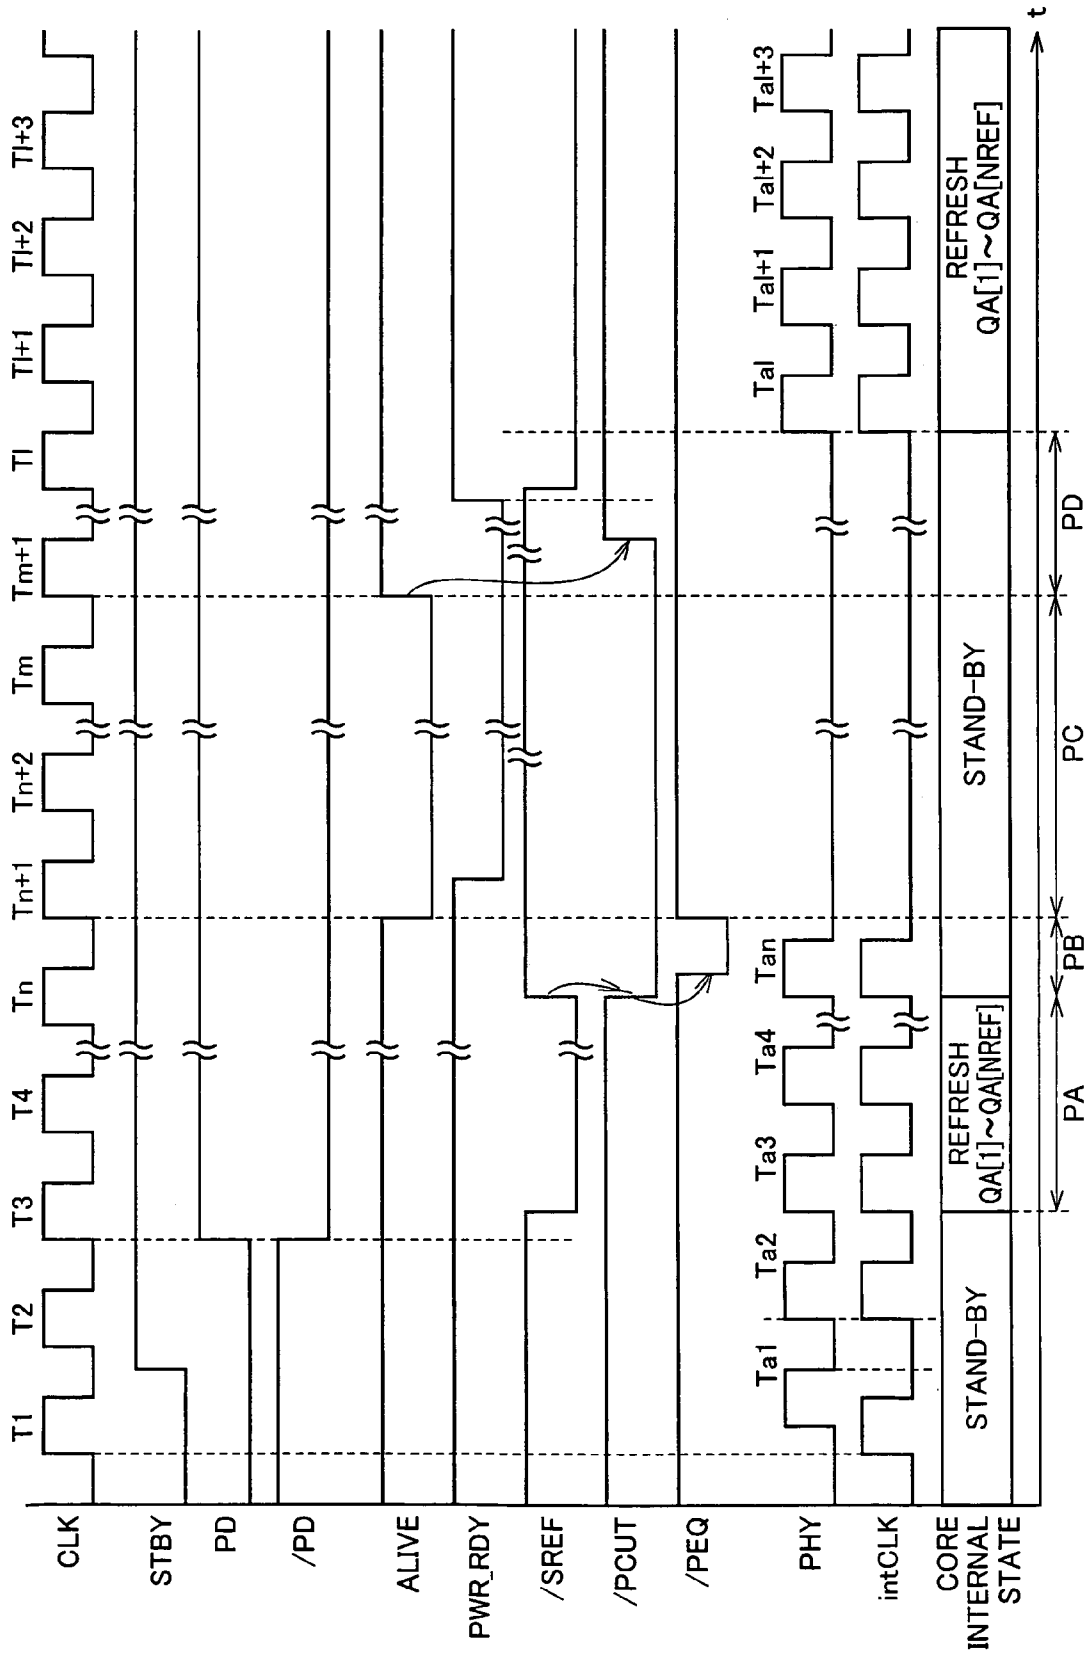 T1 T2 T3 T4 Tn Tn+1 Tn+2 Tm Tm+1 Tl Tl+1 Tl+2 Tl+3
CLK
STBY
PD
/PD
ALIVE
PWR_RDY
/SREF
/PCUT
/PEQ
Ta1 Ta2 Ta3 Ta4 Tan Tal Tal+1 Tal+2 Tal+3
PHY
intCLK
CORE
INTERNAL
STATE
STAND-BY
REFRESH
QA[1]~QA[NREF]
STAND-BY
REFRESH
QA[1]~QA[NREF]
t
PA PB PC PD